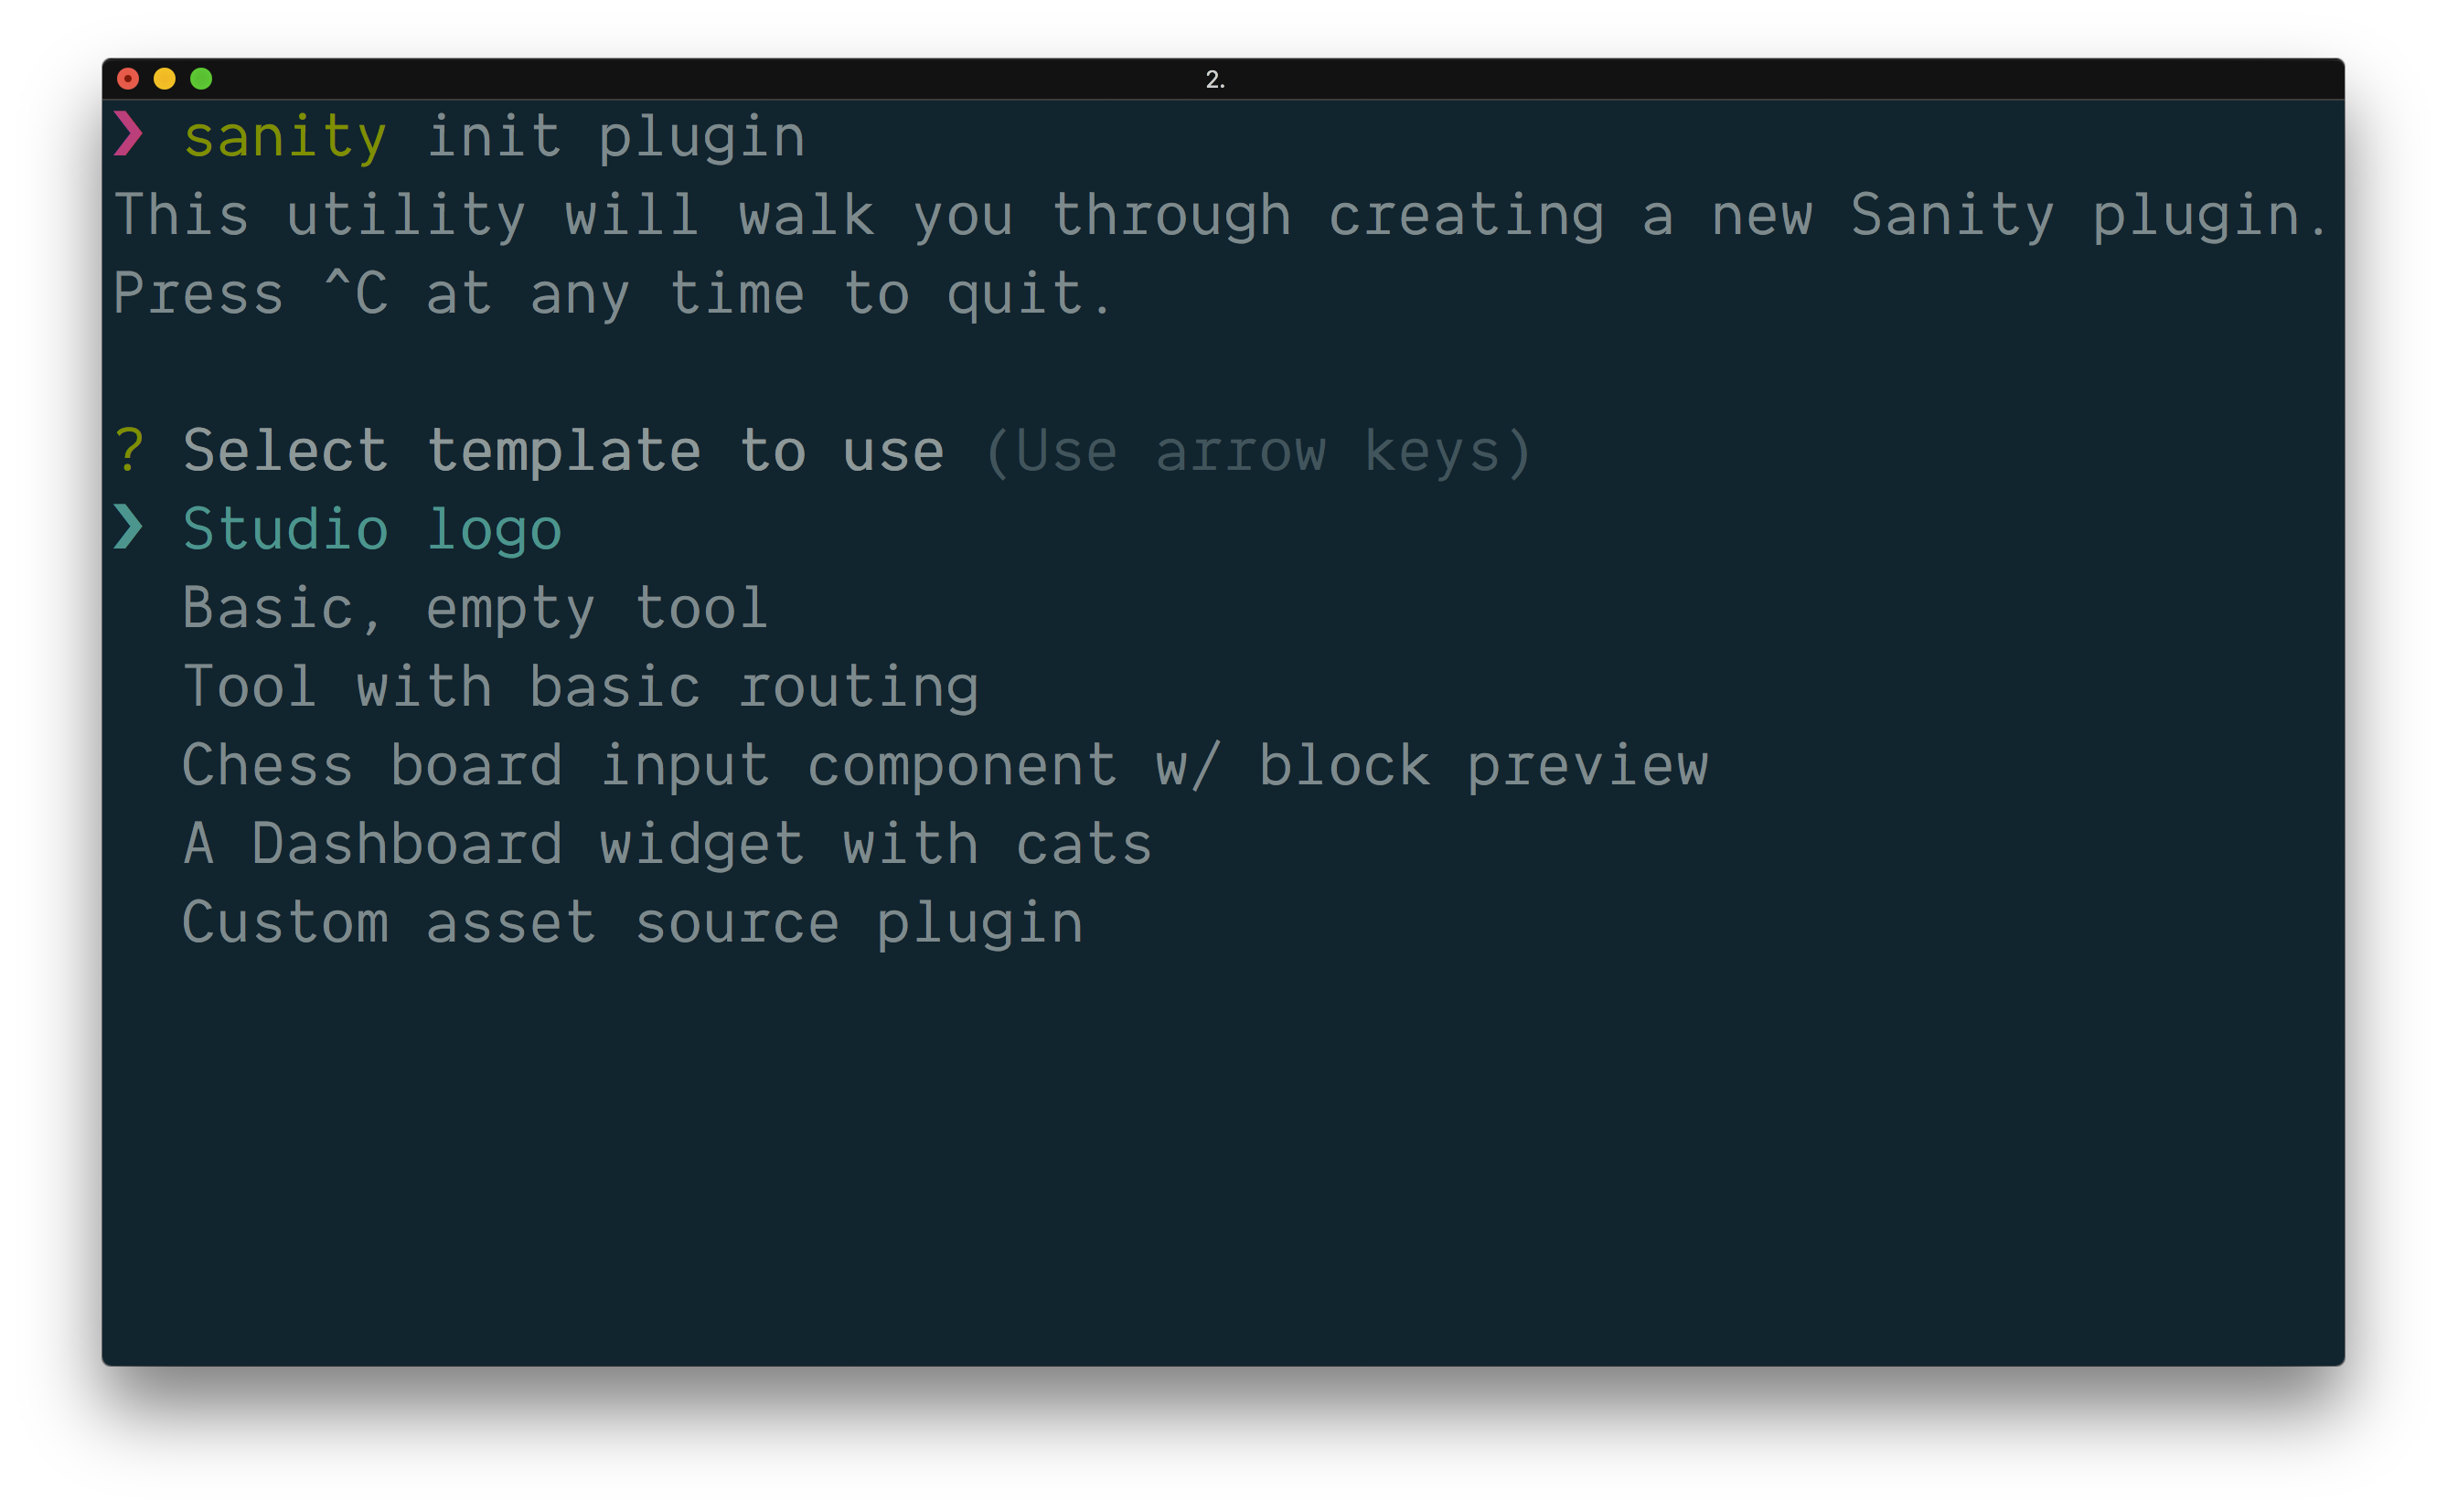 2.
❯ sanity init plugin
This utility will walk you through creating a new Sanity plugin.
Press ^C at any time to quit.
? Select template to use (Use arrow keys)
❯ Studio logo
Basic, empty tool
Tool with basic routing
Chess board input component w/ block preview
A Dashboard widget with cats
Custom asset source plugin